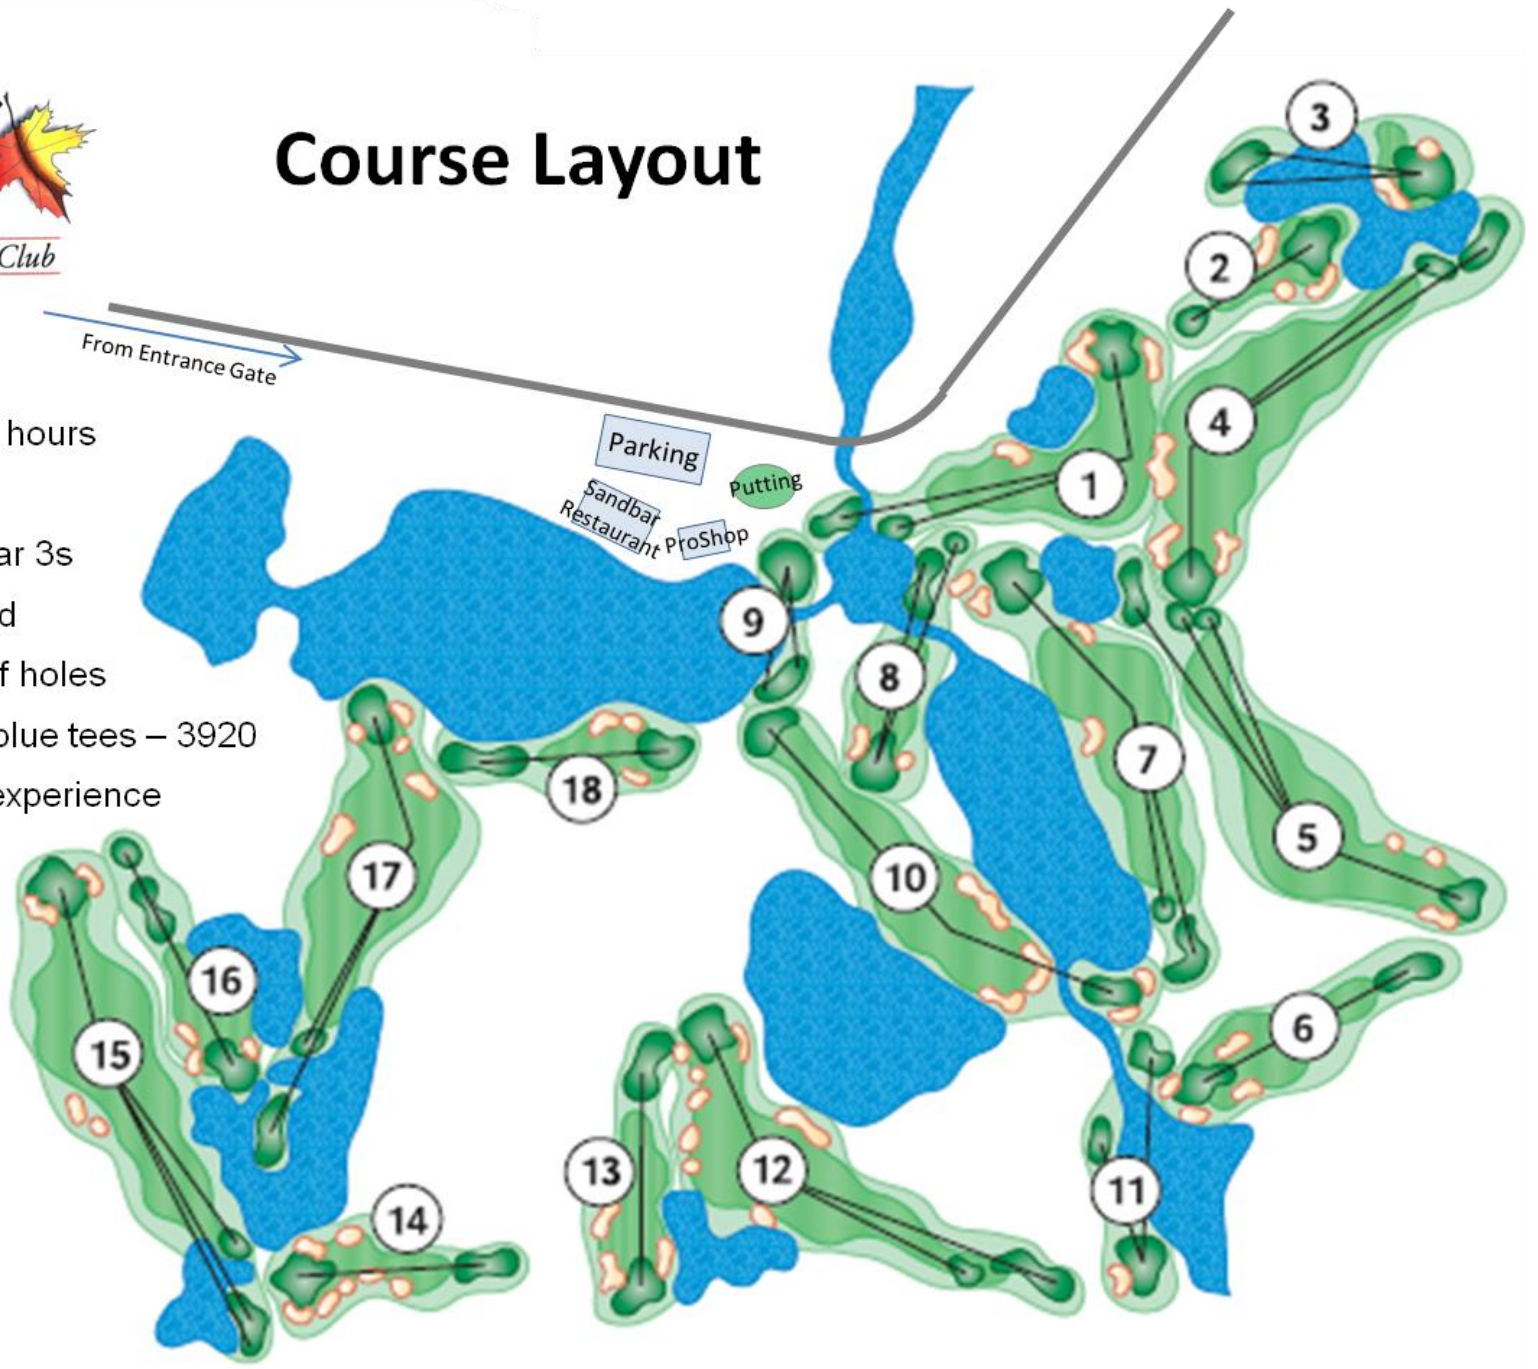 Course Layout
Club
From Entrance Gate
hours
ar 3s
d
f holes
blue tees – 3920
experience
Parking
Putting
Sandbar
Restaurant
ProShop
3
2
4
1
9
8
7
5
18
17
10
16
6
15
13
12
11
14